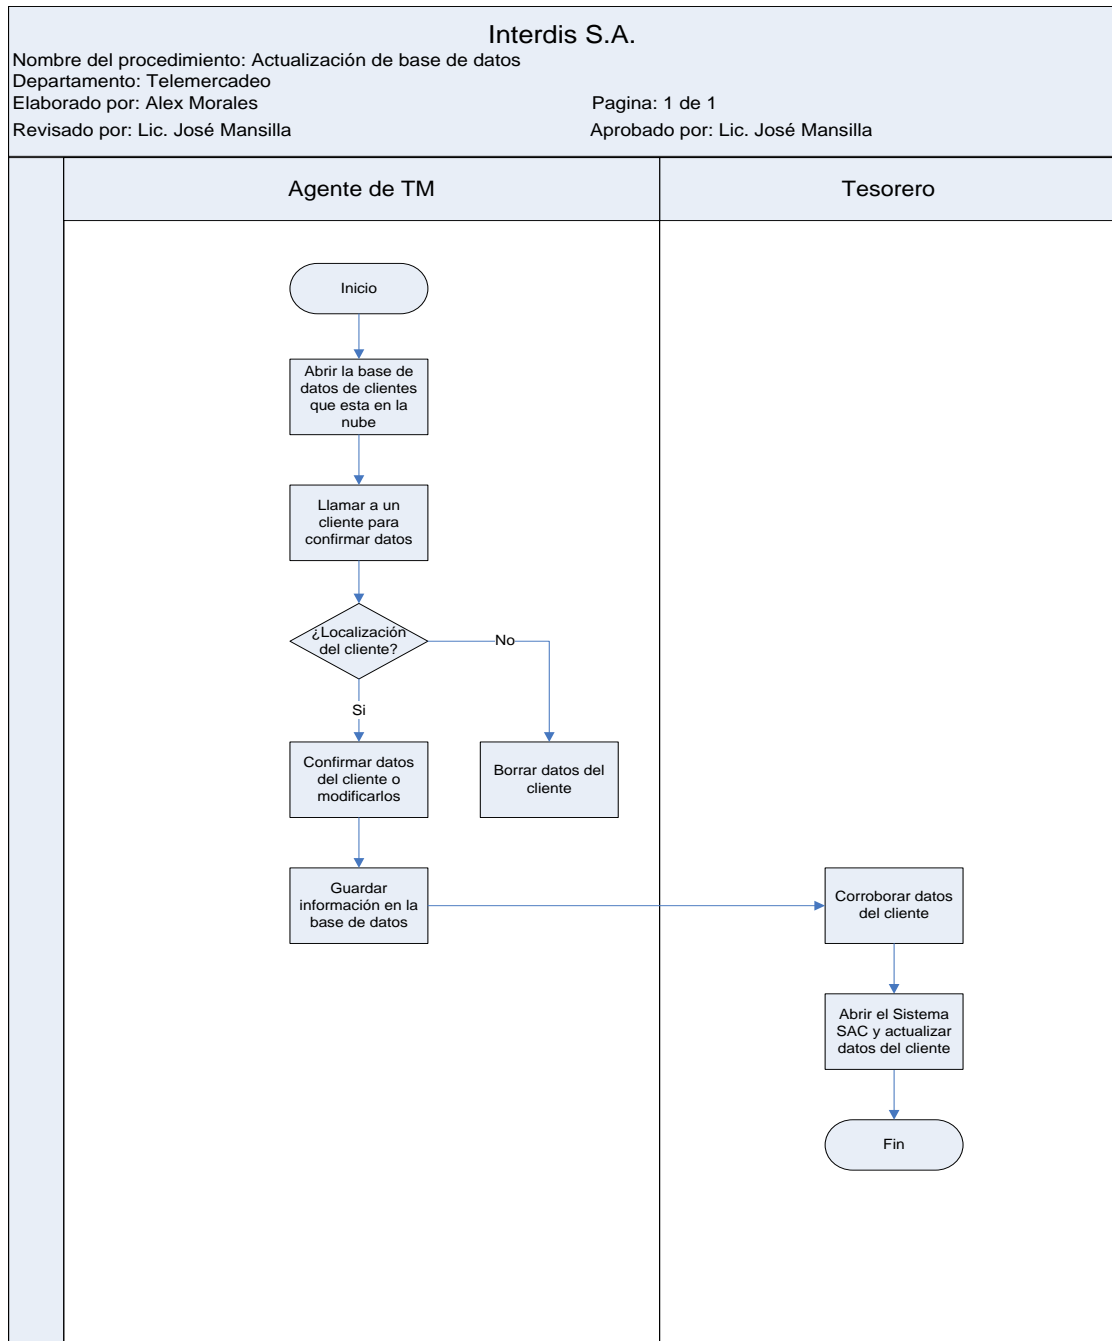 Interdis S.A.
Nombre del procedimiento: Actualización de base de datos
Departamento: Telemercadeo
Elaborado por: Alex Morales
Pagina: 1 de 1
Revisado por: Lic. José Mansilla
Aprobado por: Lic. José Mansilla
Agente de TM
Tesorero
Inicio
Abrir la base de
datos de clientes
que esta en la
nube
Llamar a un
cliente para
confirmar datos
¿Localización
del cliente?
No
Si
Confirmar datos
del cliente o
modificarlos
Borrar datos del
cliente
Guardar
información en la
base de datos
Corroborar datos
del cliente
Abrir el Sistema
SAC y actualizar
datos del cliente
Fin